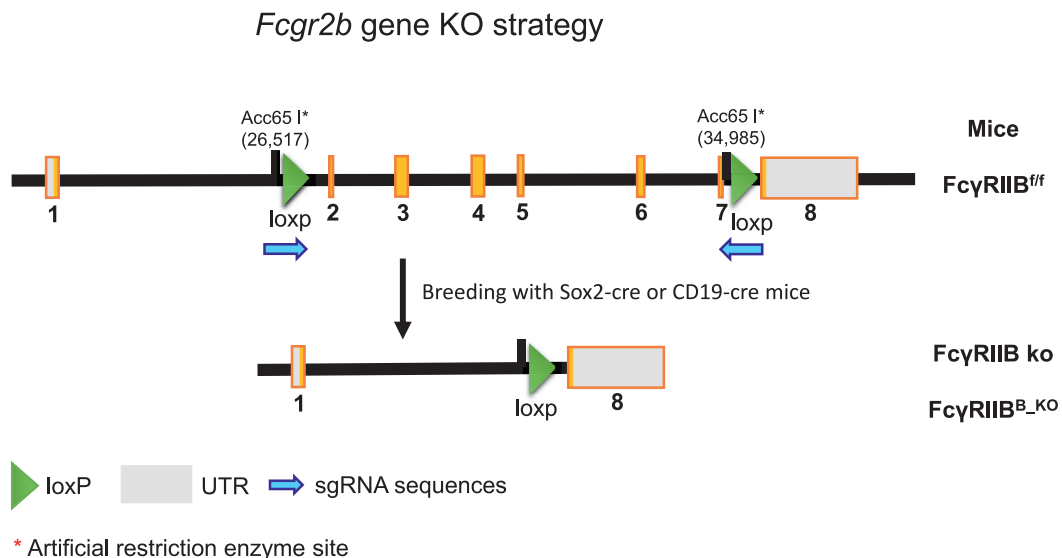 Fcgr2b gene KO strategy
Acc65 I*
(26,517)
Acc65 I*
(34,985)
Mice
FcγRIIBf/f
1
loxp
2
3
4
5
6
7
loxp
8
Breeding with Sox2-cre or CD19-cre mice
FcγRIIB ko
1
loxp
8
FcγRIIBB_KO
loxP
UTR
sgRNA sequences
* Artificial restriction enzyme site